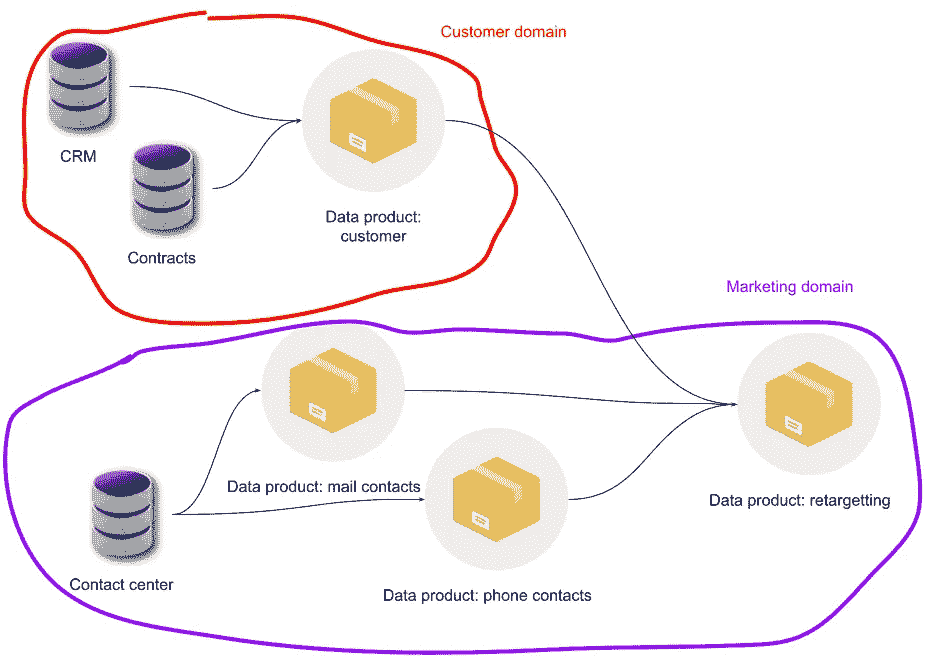 Customer domain
CRM
Data product:
customer
Contracts
Marketing domain
Data product: mail contacts
Data product: retargetting
Contact center
Data product: phone contacts